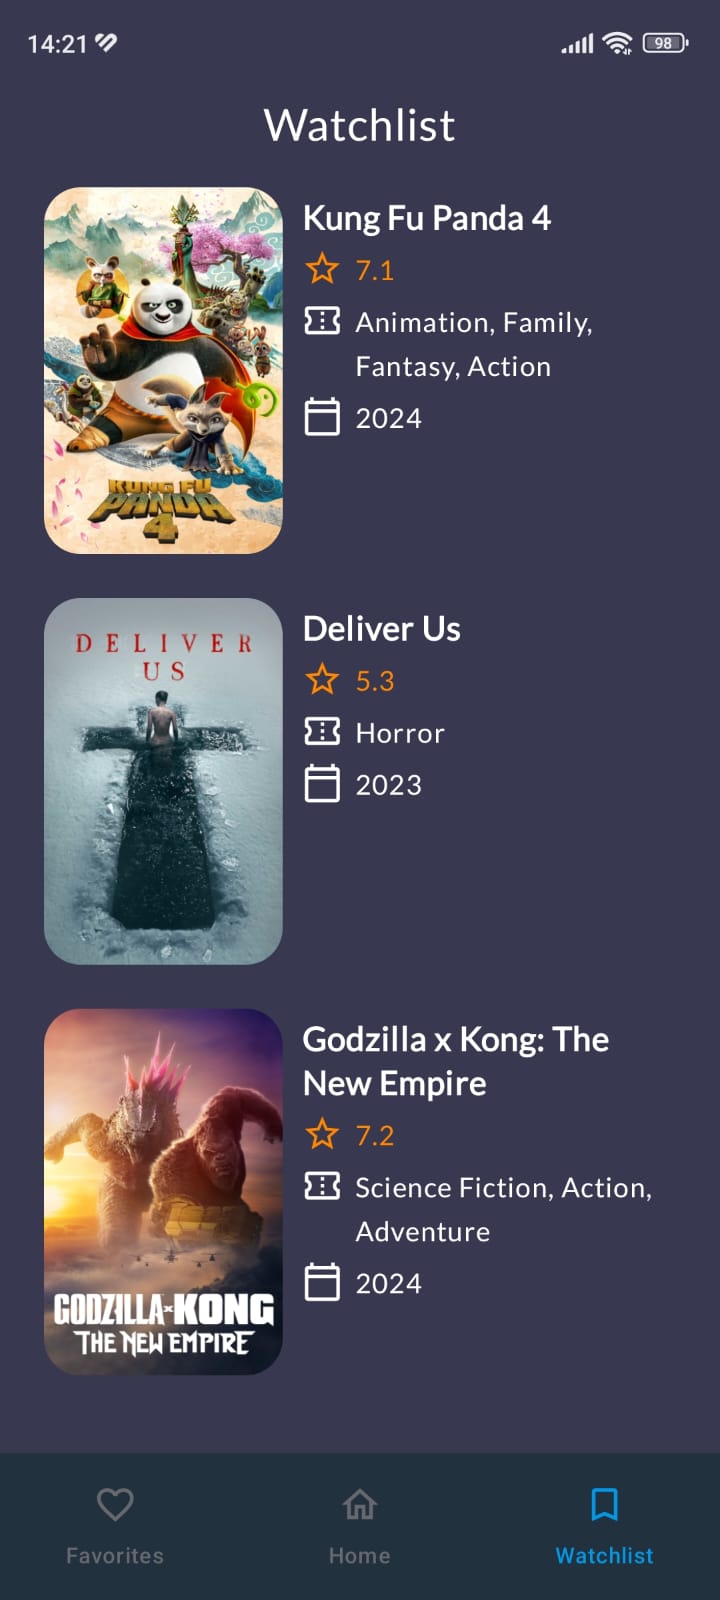 14:21
98
Watchlist
Kung Fu Panda 4
7.1
Animation, Family,
Fantasy, Action
2024
KUNG FU
PANDA
4
Deliver Us
5.3
Horror
2023
DELIVER
US
Godzilla x Kong: The
New Empire
7.2
Science Fiction, Action,
Adventure
2024
GODZILLA x KONG
THE NEW EMPIRE
Favorites
Home
Watchlist